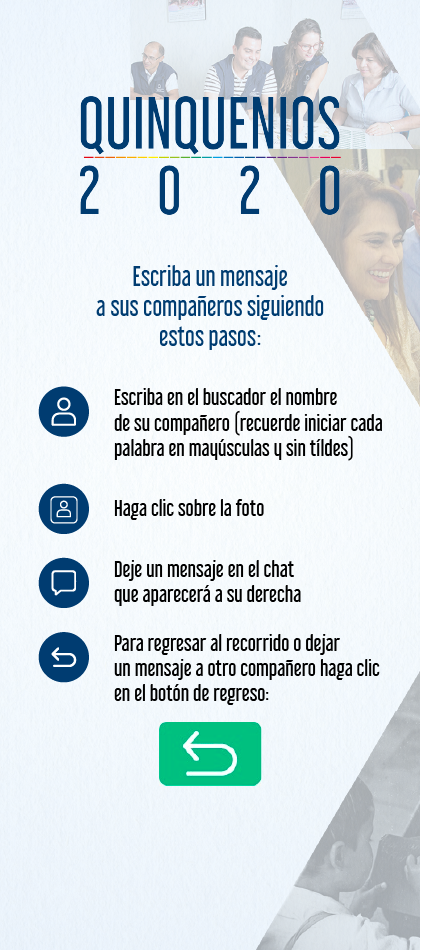 QUINQUENIOS
2 0 2 0
Escriba un mensaje
a sus compañeros siguiendo
estos pasos:
Escriba en el buscador el nombre
de su compañero (recuerde iniciar cada
palabra en mayúsculas y sin tíldes)
Haga clic sobre la foto
Deje un mensaje en el chat
que aparecerá a su derecha
Para regresar al recorrido o dejar
un mensaje a otro compañero haga clic
en el botón de regreso: